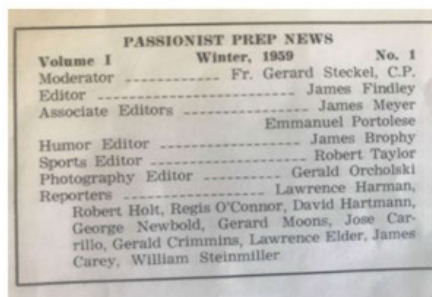 PASSIONIST PREP NEWS
Volume I Winter, 1959 No. 1
Moderator ------------ Fr. Gerard Steckel, C.P.
Editor -------------------------- James Findley
Associate Editors ---------------- James Meyer
Emmanuel Portolese
Humor Editor -------------------- James Brophy
Sports Editor -------------------- Robert Taylor
Photography Editor ---------- Gerald Orcholski
Reporters ------------------ Lawrence Harman,
Robert Holt, Regis O'Connor, David Hartmann,
George Newbold, Gerard Moons, Jose Car-
rillo, Gerald Crimmins, Lawrence Elder, James
Carey, William Steinmiller